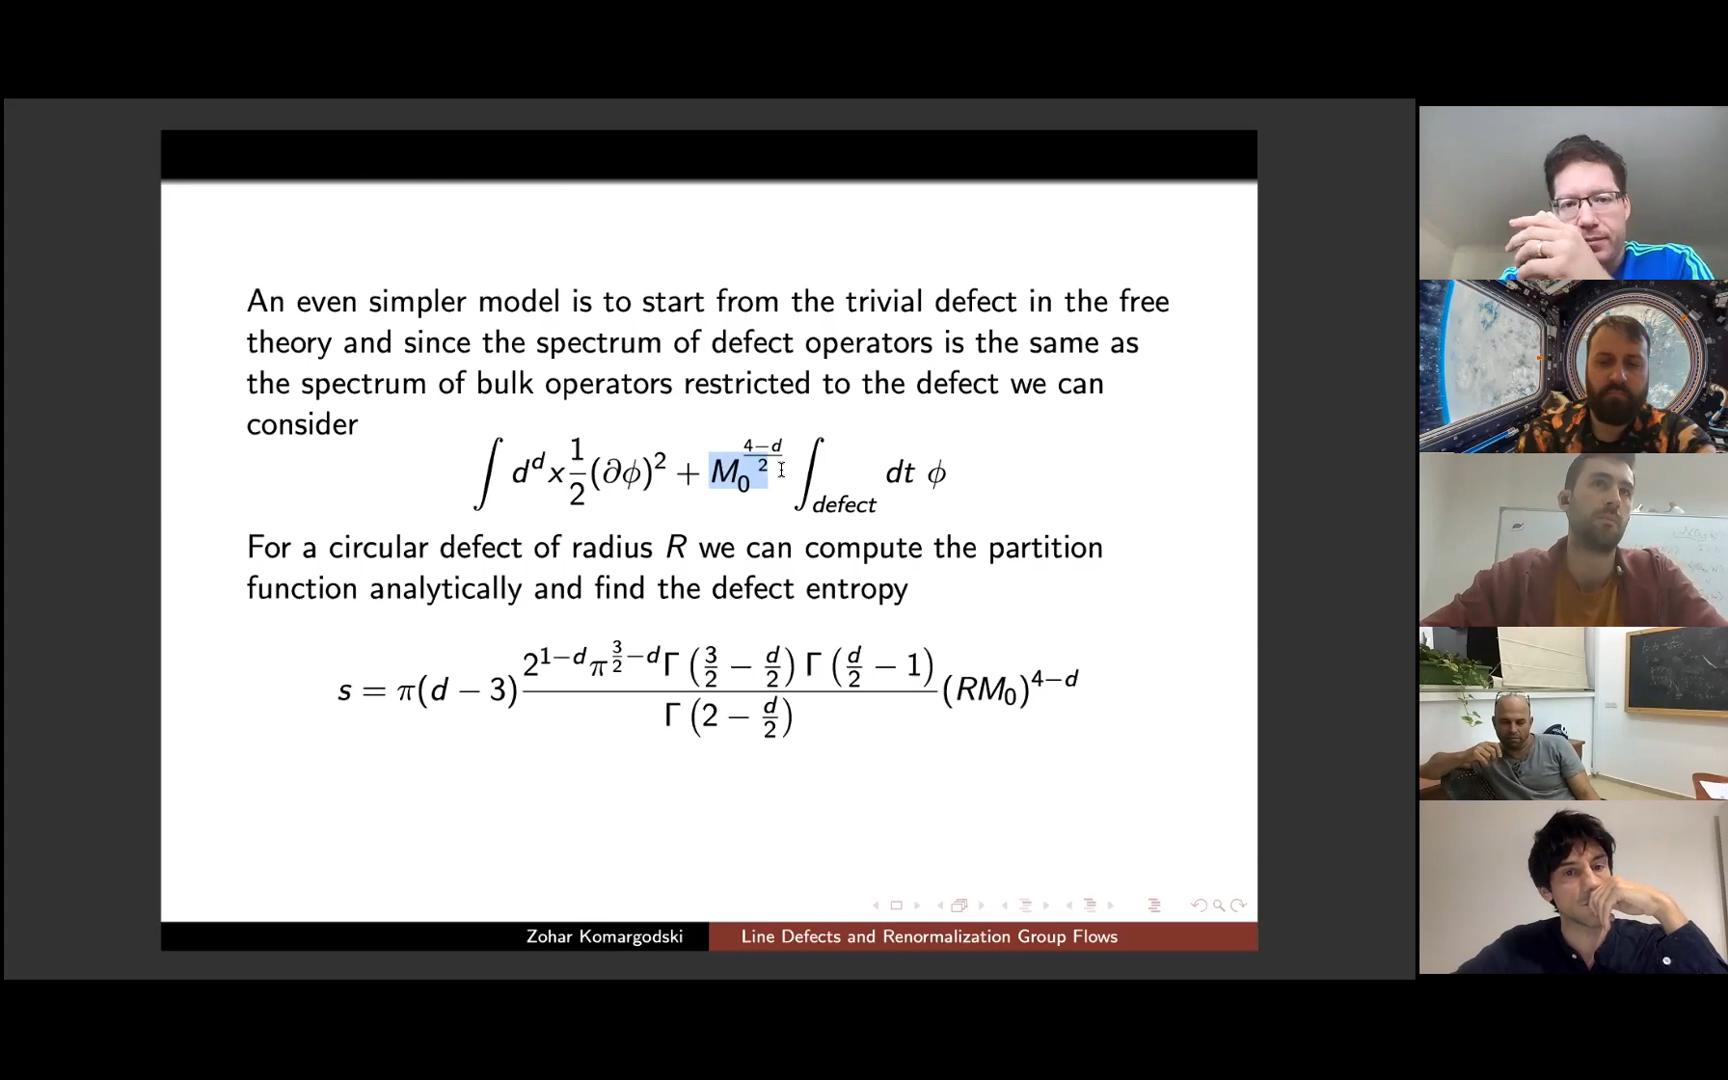 An even simpler model is to start from the trivial defect in the free
theory and since the spectrum of defect operators is the same as
the spectrum of bulk operators restricted to the defect we can
consider
∫ d^d x 1/2 (∂ϕ)^2 + M_0^{(4−d)/2} ∫_{defect} dt ϕ
For a circular defect of radius R we can compute the partition
function analytically and find the defect entropy
s = π(d − 3) \frac{2^{1−d} π^{3/2−d} Γ(3/2 − d/2) Γ(d/2 − 1)}{Γ(2 − d/2)} (RM_0)^{4−d}
Zohar Komargodski Line Defects and Renormalization Group Flows